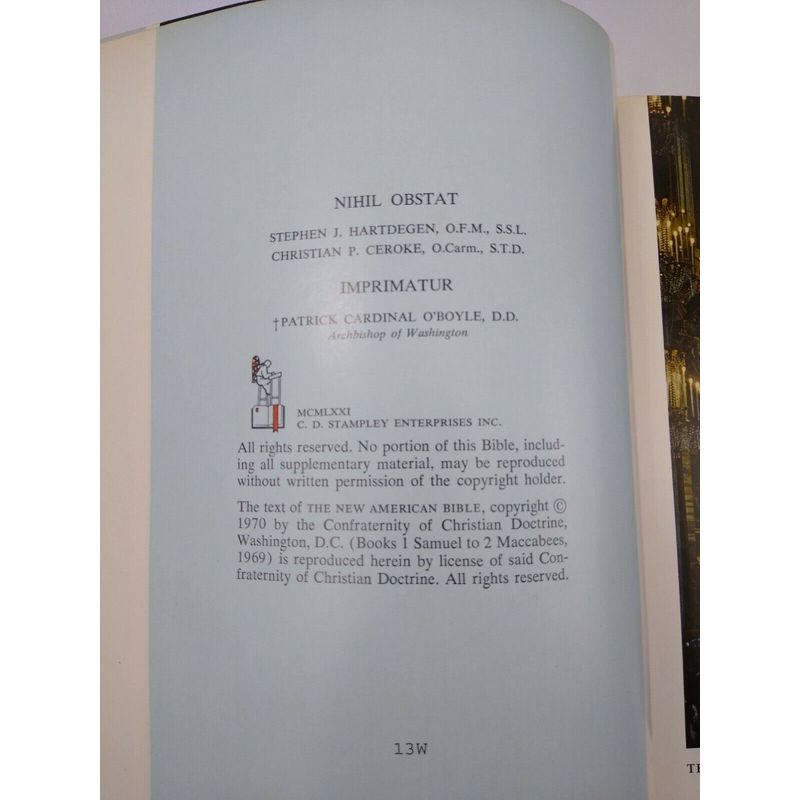 NIHIL OBSTAT
STEPHEN J. HARTDEGEN, O.F.M., S.S.L.
CHRISTIAN P. CEROKE, O.Carm., S.T.D.
IMPRIMATUR
†PATRICK CARDINAL O'BOYLE, D.D.
Archbishop of Washington
MCMLXXI
C. D. STAMPLEY ENTERPRISES INC.
All rights reserved. No portion of this Bible, includ-
ing all supplementary material, may be reproduced
without written permission of the copyright holder.
The text of THE NEW AMERICAN BIBLE, copyright ©
1970 by the Confraternity of Christian Doctrine,
Washington, D.C. (Books 1 Samuel to 2 Maccabees,
1969) is reproduced herein by license of said Con-
fraternity of Christian Doctrine. All rights reserved.
13W